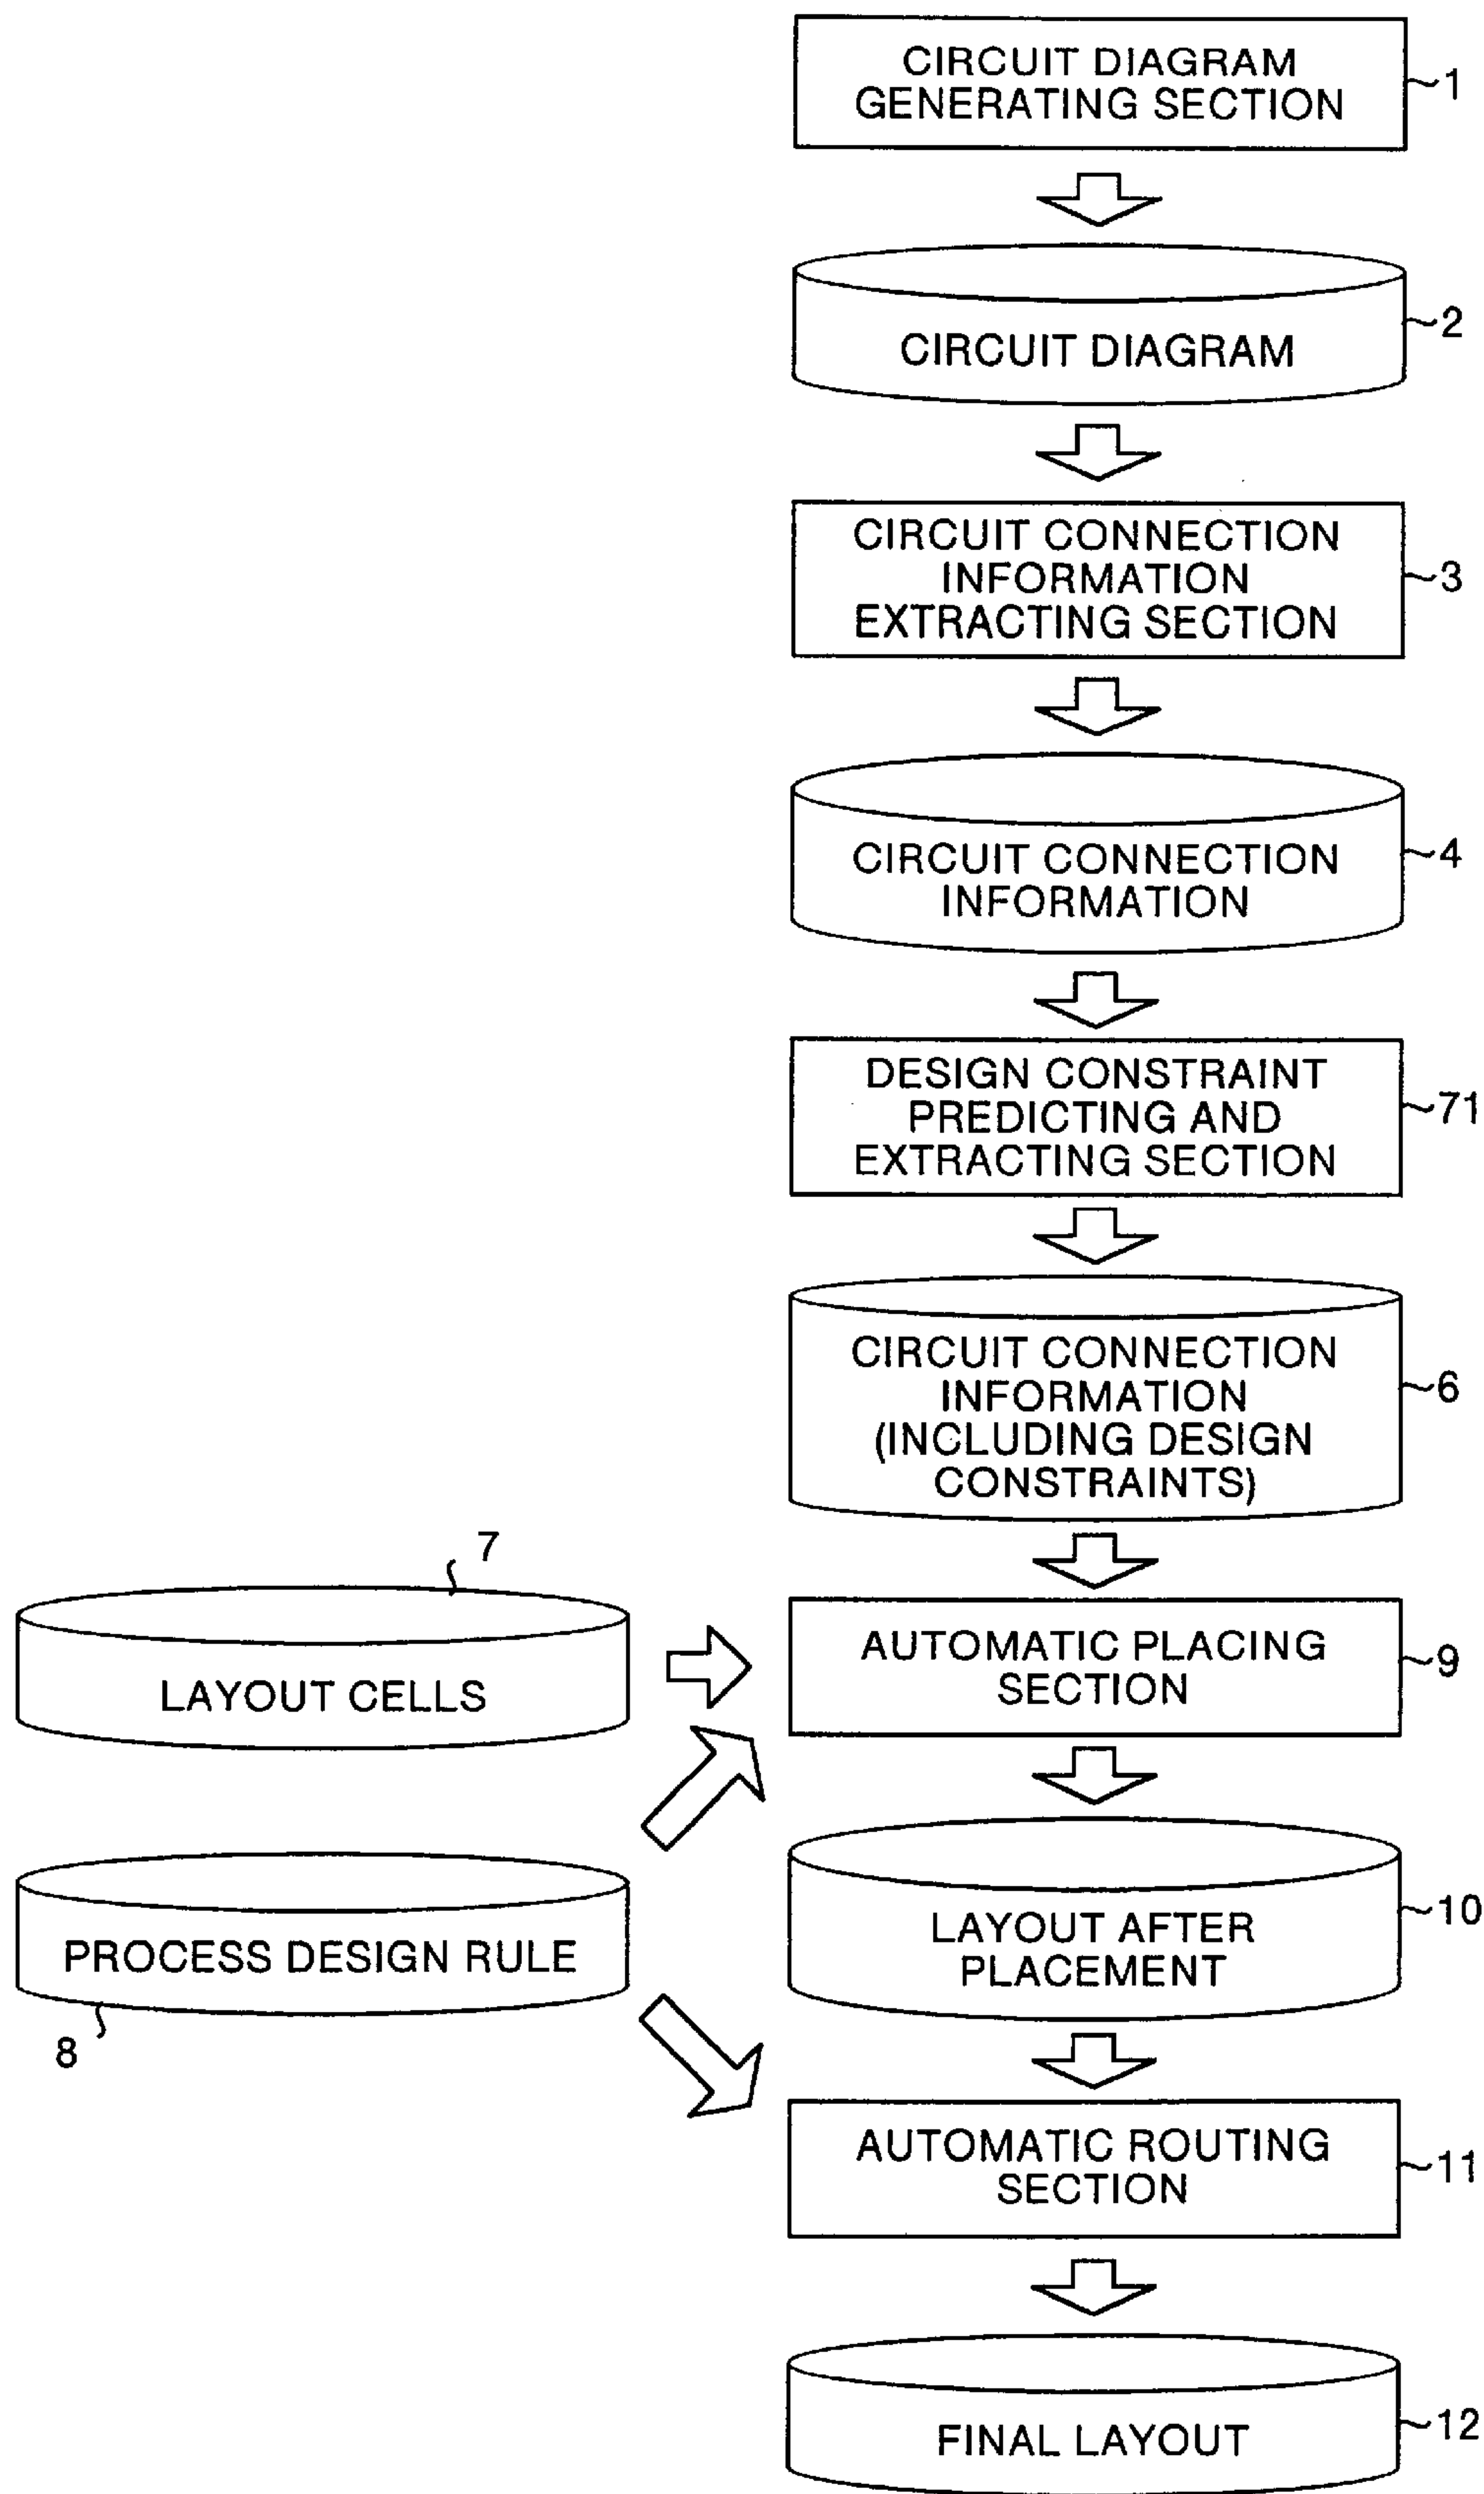 CIRCUIT DIAGRAM
GENERATING SECTION
1
CIRCUIT DIAGRAM
2
CIRCUIT CONNECTION
INFORMATION
EXTRACTING SECTION
3
CIRCUIT CONNECTION
INFORMATION
4
DESIGN CONSTRAINT
PREDICTING AND
EXTRACTING SECTION
71
CIRCUIT CONNECTION
INFORMATION
(INCLUDING DESIGN
CONSTRAINTS)
6
7
LAYOUT CELLS
AUTOMATIC PLACING
SECTION
9
PROCESS DESIGN RULE
8
LAYOUT AFTER
PLACEMENT
10
AUTOMATIC ROUTING
SECTION
11
FINAL LAYOUT
12